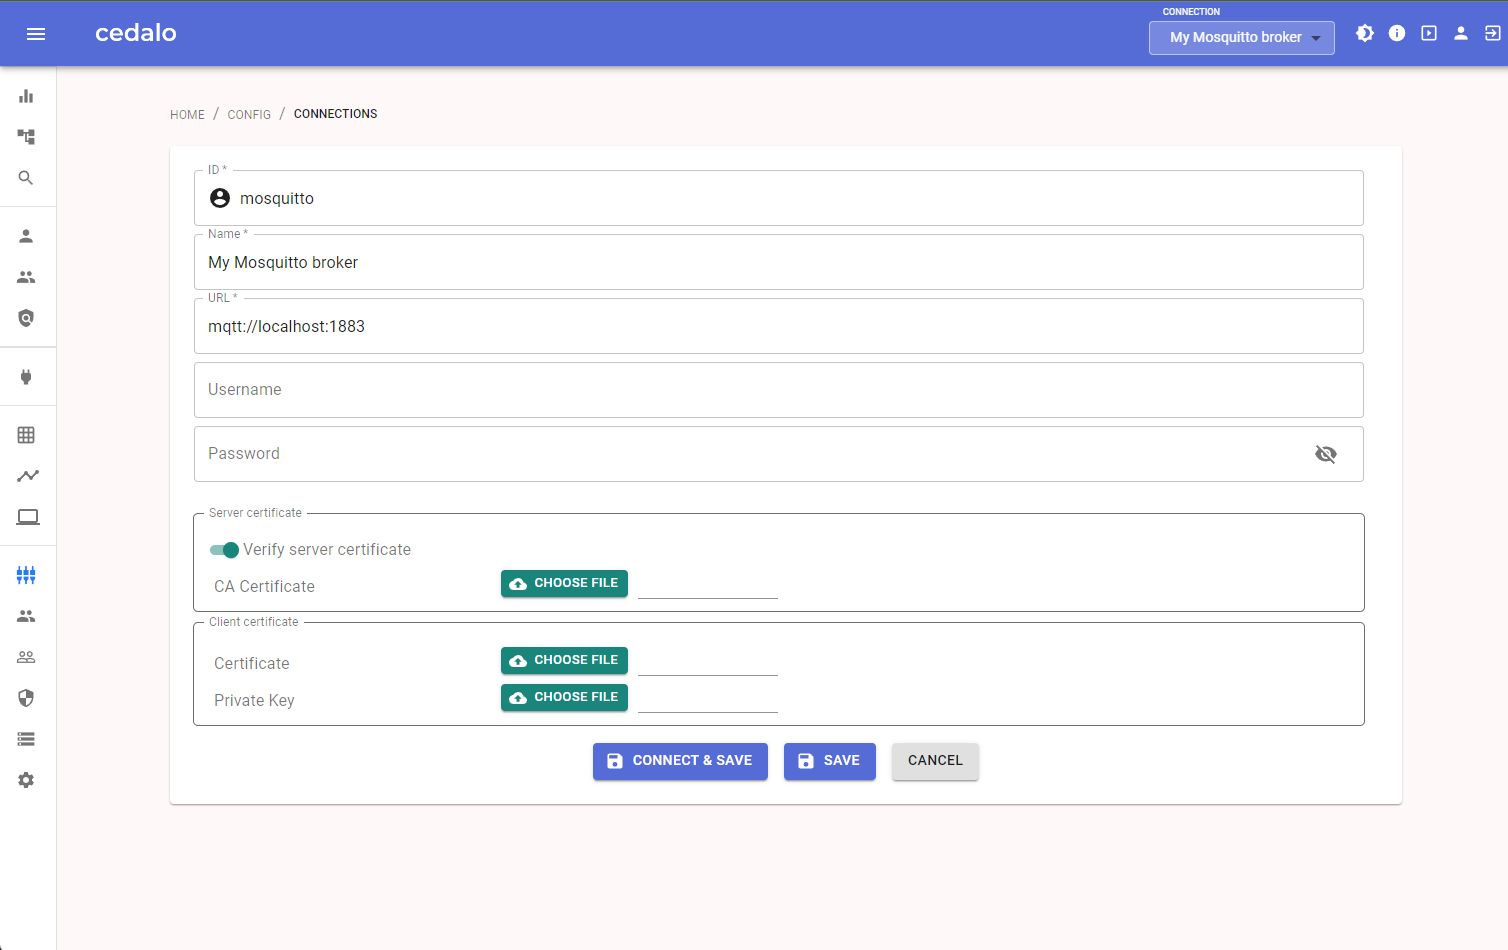 cedalo
CONNECTION
My Mosquitto broker
HOME / CONFIG / CONNECTIONS
ID *
mosquitto
Name *
My Mosquitto broker
URL *
mqtt://localhost:1883
Username
Password
Server certificate
Verify server certificate
CA Certificate CHOOSE FILE
Client certificate
Certificate CHOOSE FILE
Private Key CHOOSE FILE
CONNECT & SAVE SAVE CANCEL